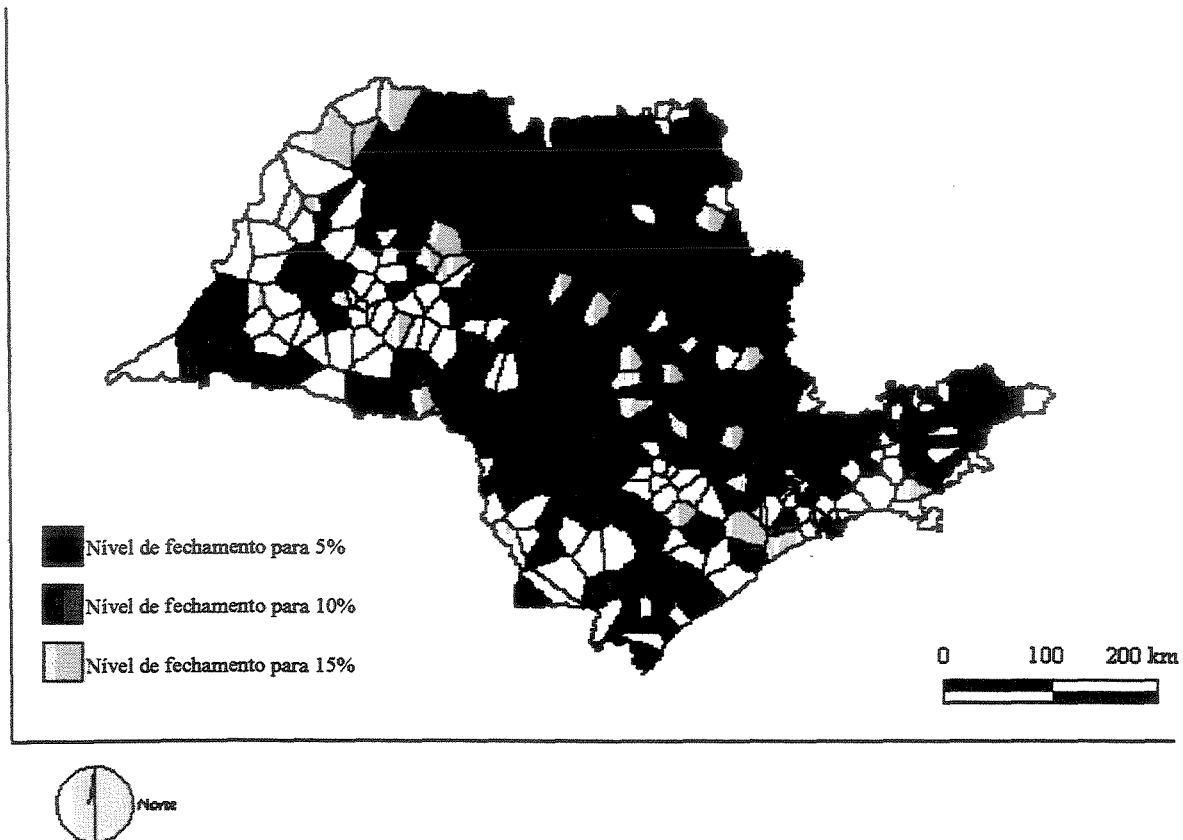 Nível de fechamento para 5%
Nível de fechamento para 10%
Nível de fechamento para 15%
0 100 200 km
Norte